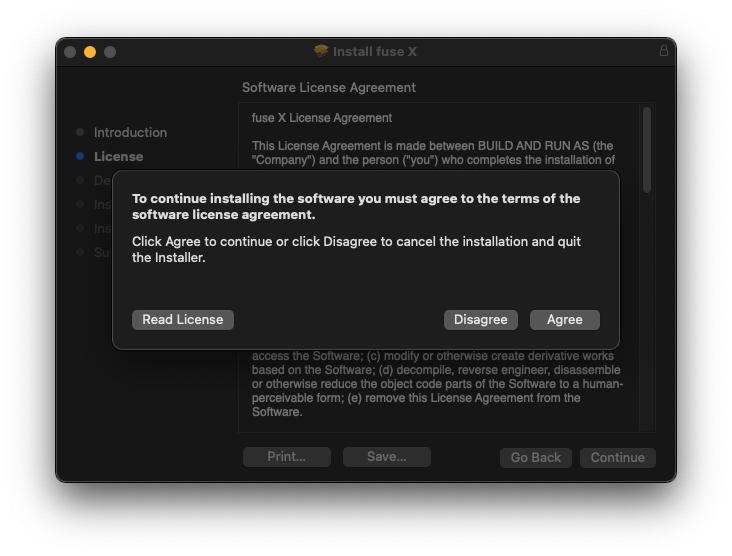 Install fuse X
Software License Agreement
Introduction
License
De
Ins
Ins
Su
fuse X License Agreement
This License Agreement is made between BUILD AND RUN AS (the
"Company") and the person ("you") who completes the installation of
To continue installing the software you must agree to the terms of the
software license agreement.
Click Agree to continue or click Disagree to cancel the installation and quit
the Installer.
Read License
Disagree
Agree
access the Software; (c) modify or otherwise create derivative works
based on the Software; (d) decompile, reverse engineer, disassemble
or otherwise reduce the object code parts of the Software to a human-
perceivable form; (e) remove this License Agreement from the
Software.
Print...
Save...
Go Back
Continue